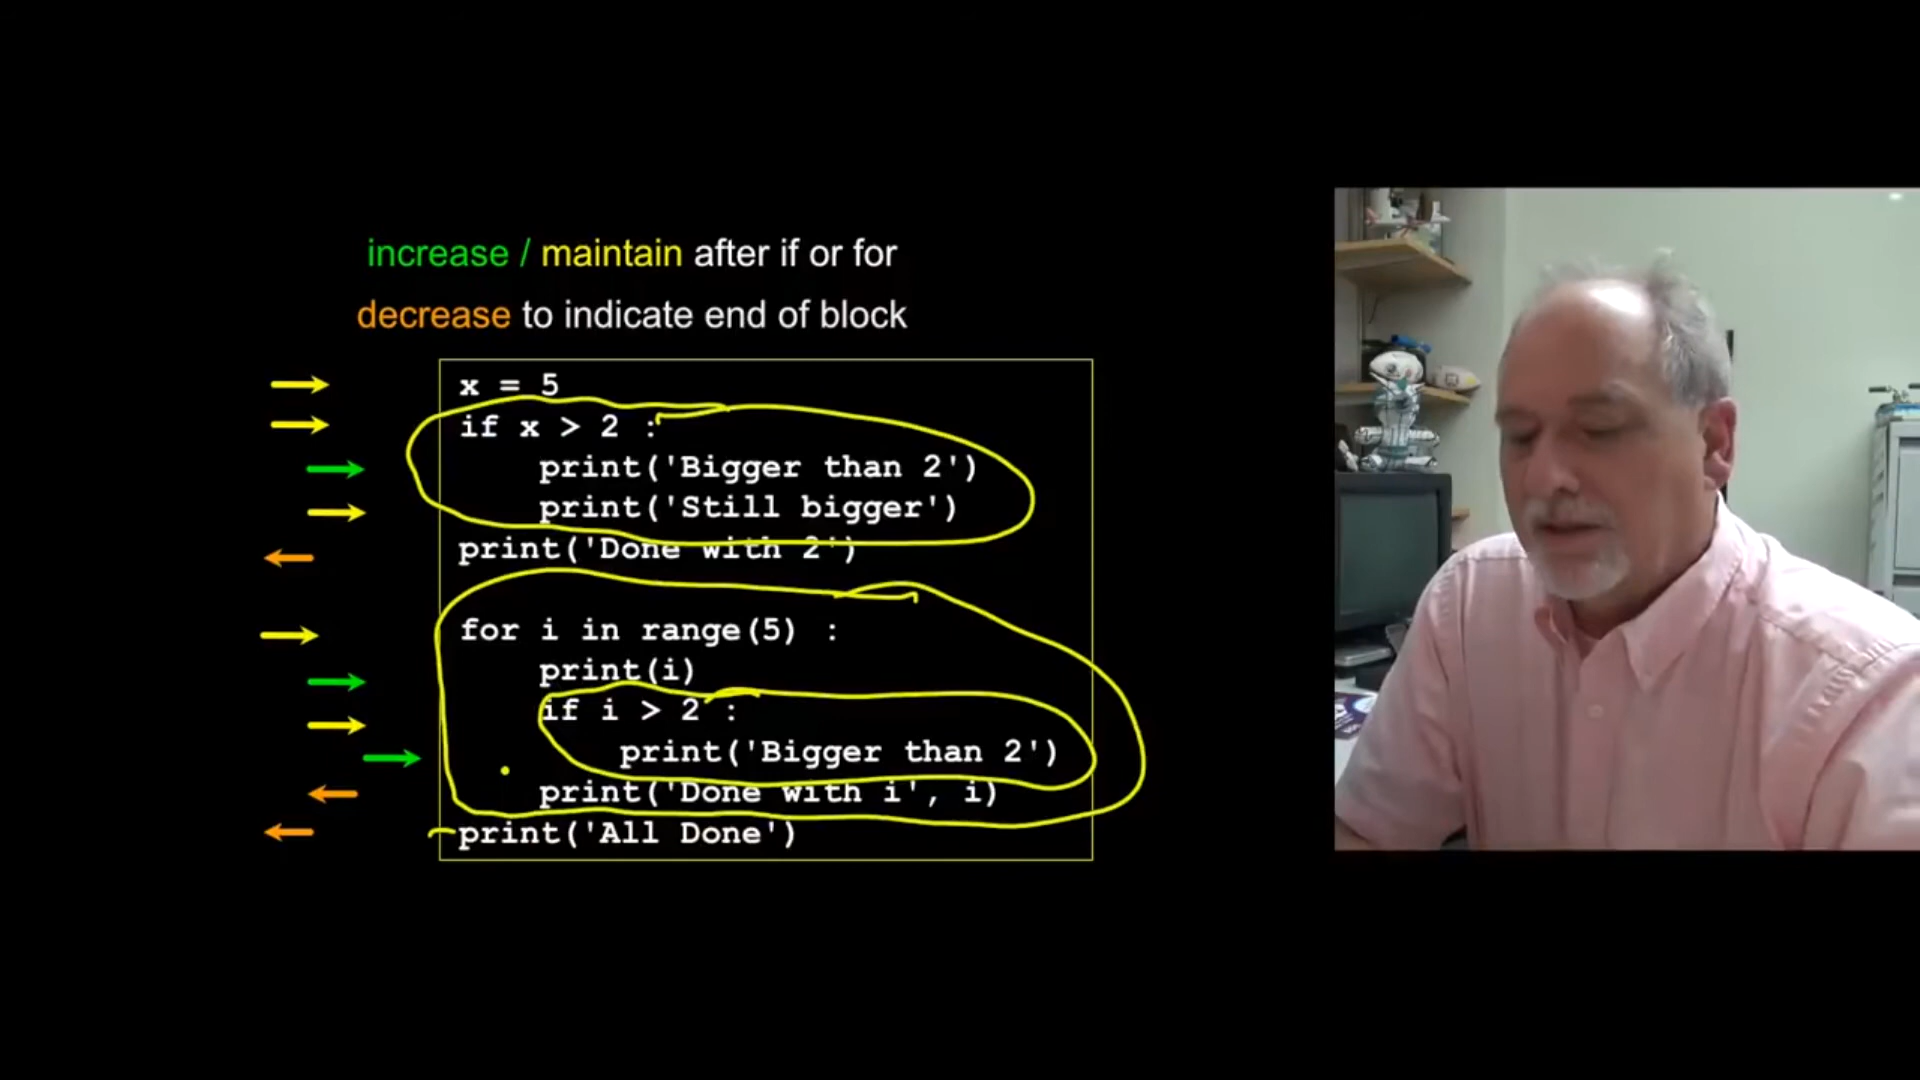 increase / maintain after if or for
decrease to indicate end of block
x = 5
if x > 2 :
    print('Bigger than 2')
    print('Still bigger')
print('Done with 2')
for i in range(5) :
    print(i)
    if i > 2 :
        print('Bigger than 2')
    print('Done with i', i)
print('All Done')